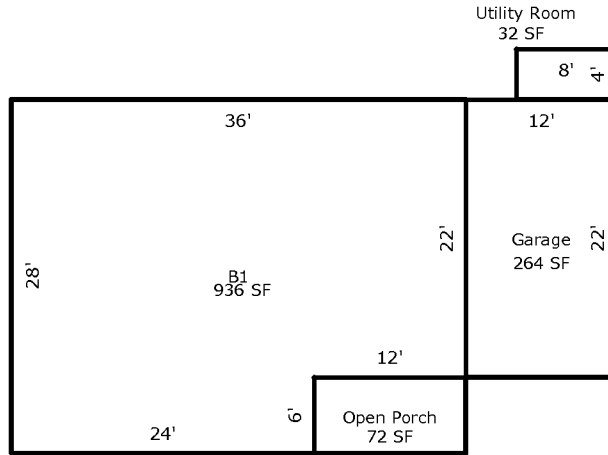 Utility Room
32 SF
8'
4'
36'
12'
28'
22'
Garage
264 SF
22'
B1
936 SF
12'
6'
Open Porch
72 SF
24'